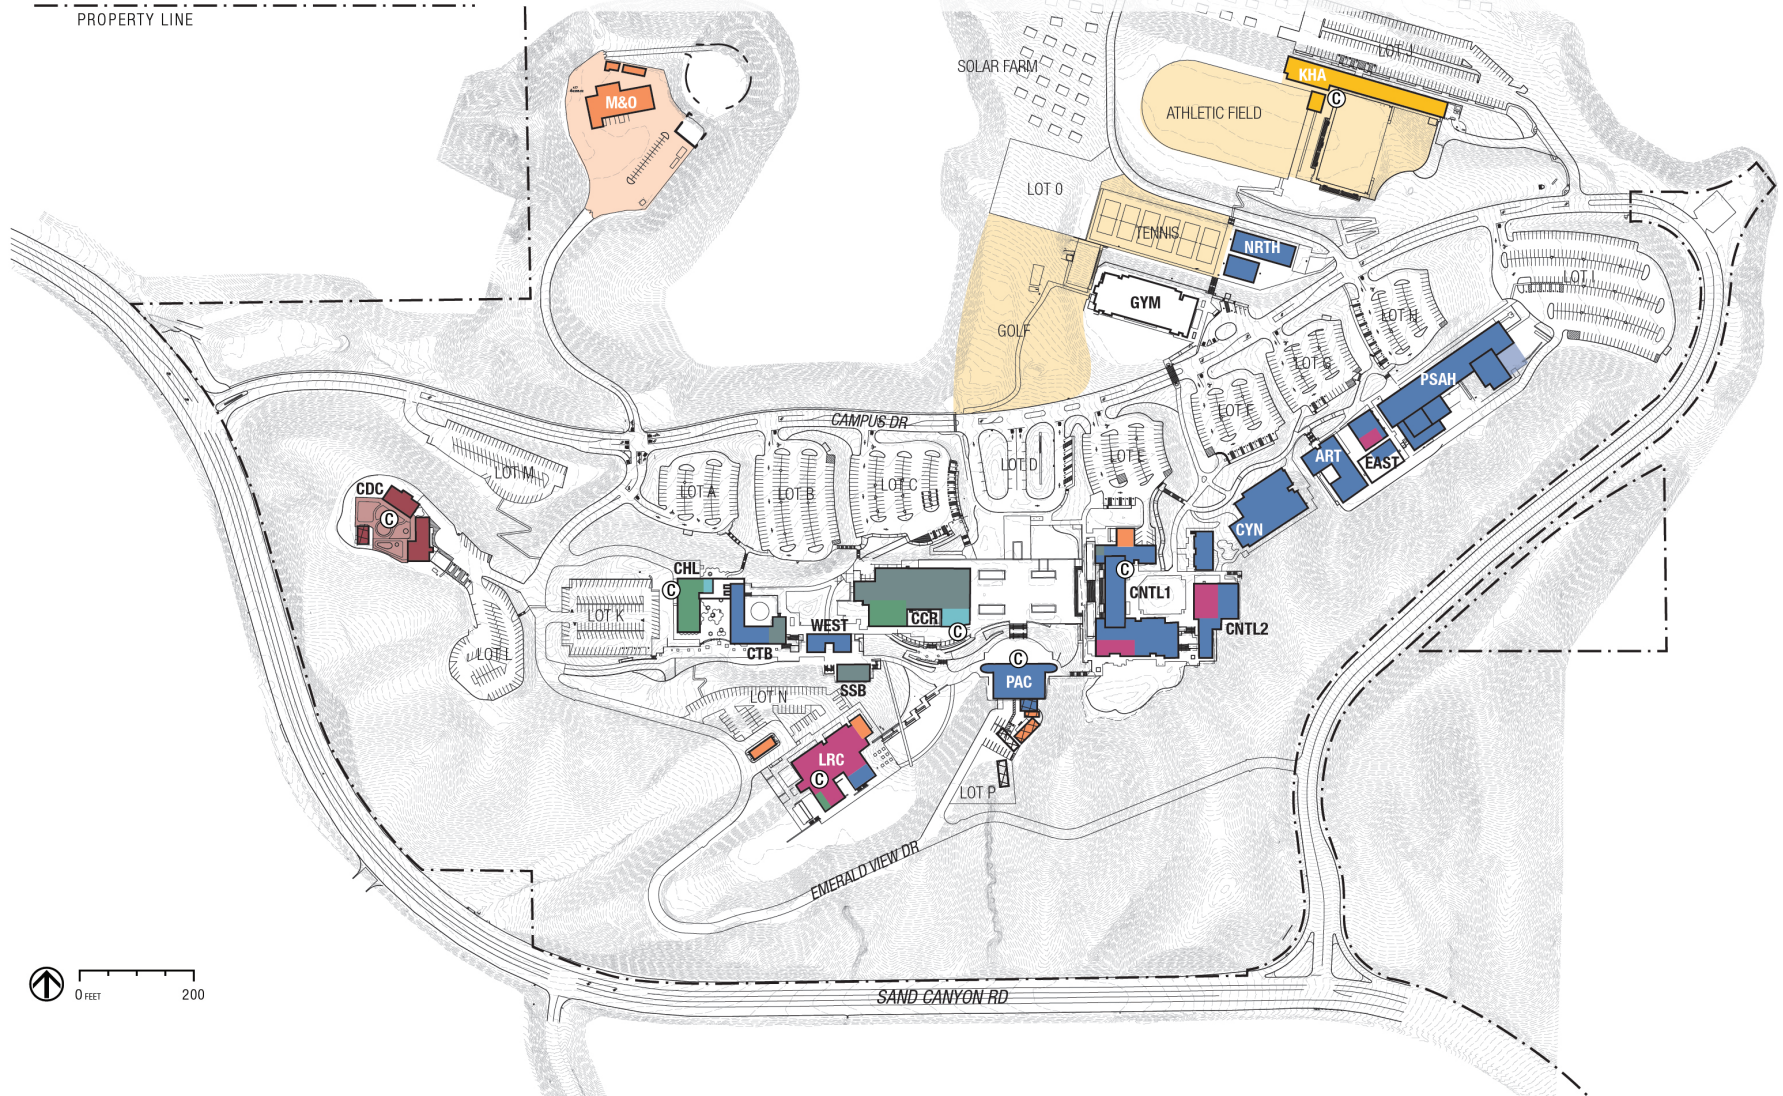 PROPERTY LINE
LOT J
SOLAR FARM
KHA
C
M&O
ATHLETIC FIELD
LOT O
TENNIS
NRTH
LOT I
GYM
LOT H
GOLF
LOT G
PSAH
LOT F
CAMPUS DR
ART
EAST
LOT E
LOT D
LOT M
LOT A
LOT B
LOT C
CDC
C
CYN
CHL
C
C
CNTL1
LOT K
CCR
WEST
C
CNTL2
LOT L
CTB
C
PAC
SSB
LOT N
LRC
C
LOT P
EMERALD VIEW DR
0 FEET 200
SAND CANYON RD